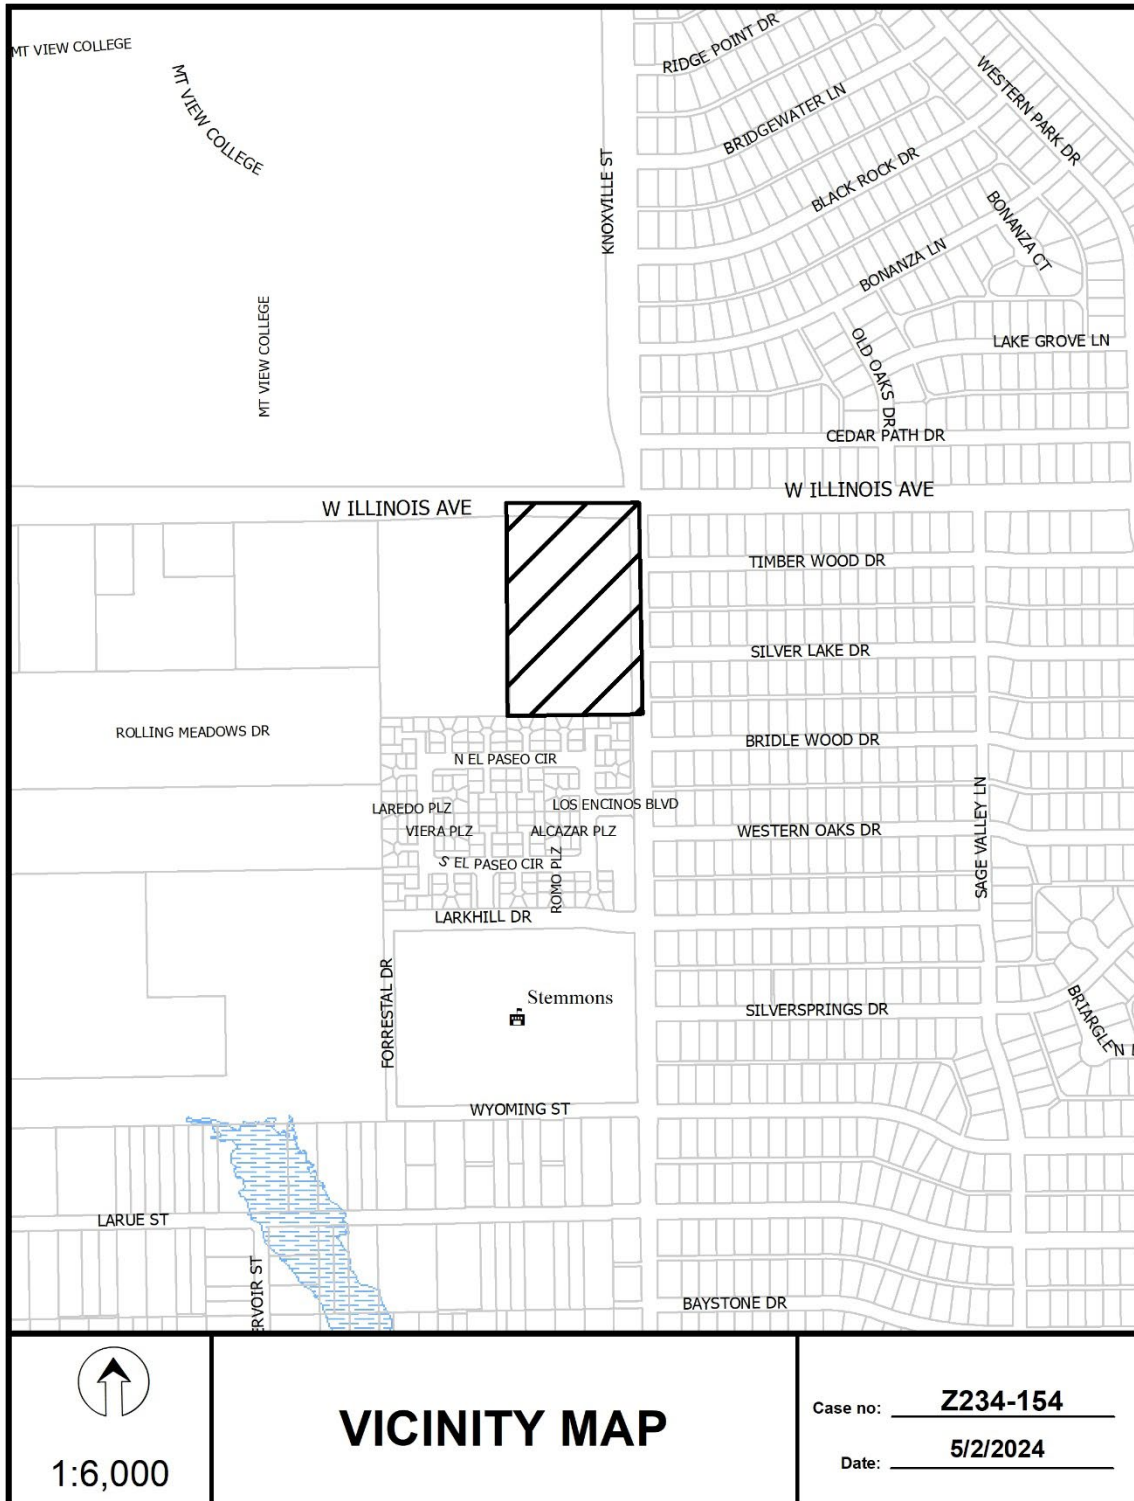 MT VIEW COLLEGE
RIDGE POINT DR
MT VIEW COLLEGE
WESTERN PARK DR
BRIDGEWATER LN
BLACK ROCK DR
KNOXVILLE ST
BONANZA CT
BONANZA LN
MT VIEW COLLEGE
OLD OAKS DR
LAKE GROVE LN
CEDAR PATH DR
W ILLINOIS AVE
W ILLINOIS AVE
TIMBER WOOD DR
SILVER LAKE DR
ROLLING MEADOWS DR
BRIDLE WOOD DR
N EL PASEO CIR
LAREDO PLZ
LOS ENCINOS BLVD
VIERA PLZ
ALCAZAR PLZ
WESTERN OAKS DR
SAGE VALLEY LN
S EL PASEO CIR
ROMO PLZ
LARKHILL DR
FORRESTAL DR
Stemmons
SILVERSPRINGS DR
BRIARGLEN
WYOMING ST
LARUE ST
ERVOIR ST
BAYSTONE DR
1:6,000
VICINITY MAP
Case no: Z234-154
Date: 5/2/2024